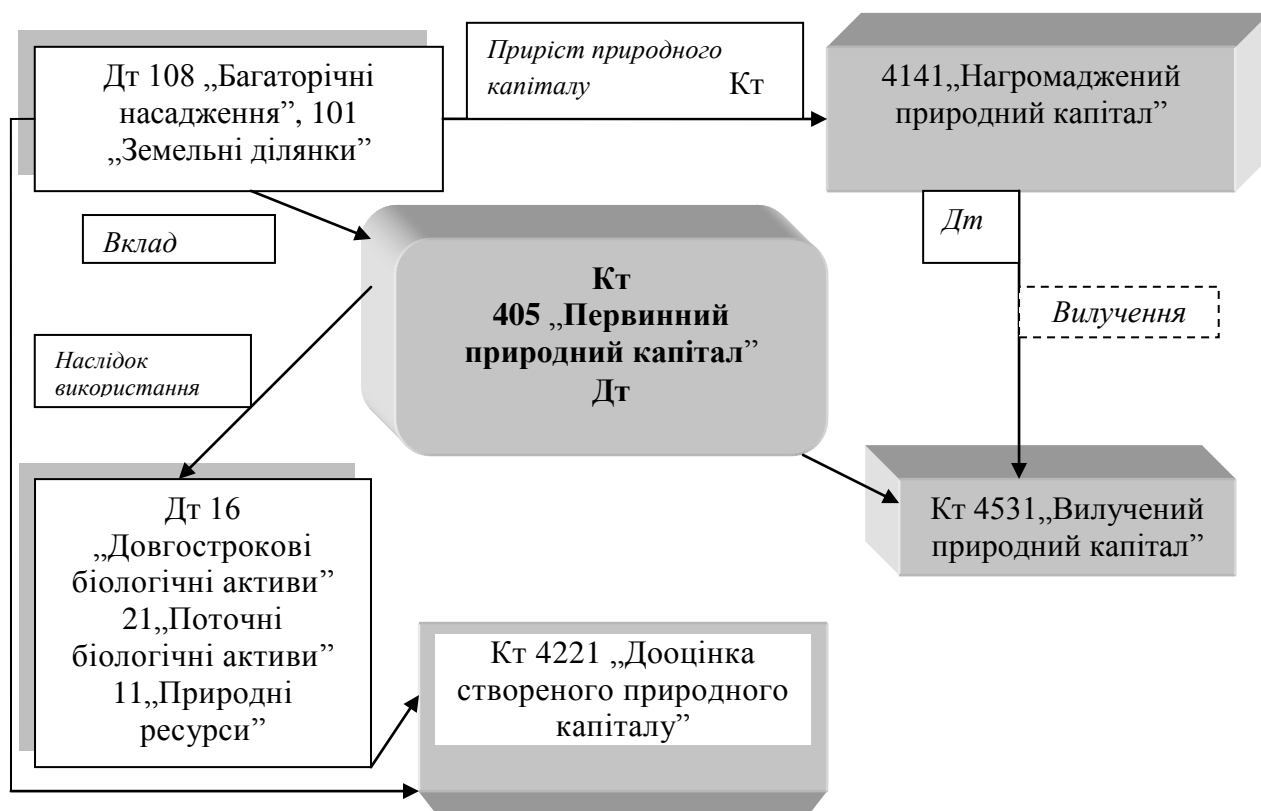 Дт 108 „Багаторічні
насадження”, 101
„Земельні ділянки”
Приріст природного
капіталу Кт
4141„Нагромаджений
природний капітал”
Вклад
Дт
Кт
405 „Первинний
природний капітал”
Дт
Вилучення
Наслідок
використання
Дт 16
„Довгострокові
біологічні активи”
21„Поточні
біологічні активи”
11„Природні
ресурси”
Кт 4531„Вилучений
природний капітал”
Кт 4221 „Дооцінка
створеного природного
капіталу”